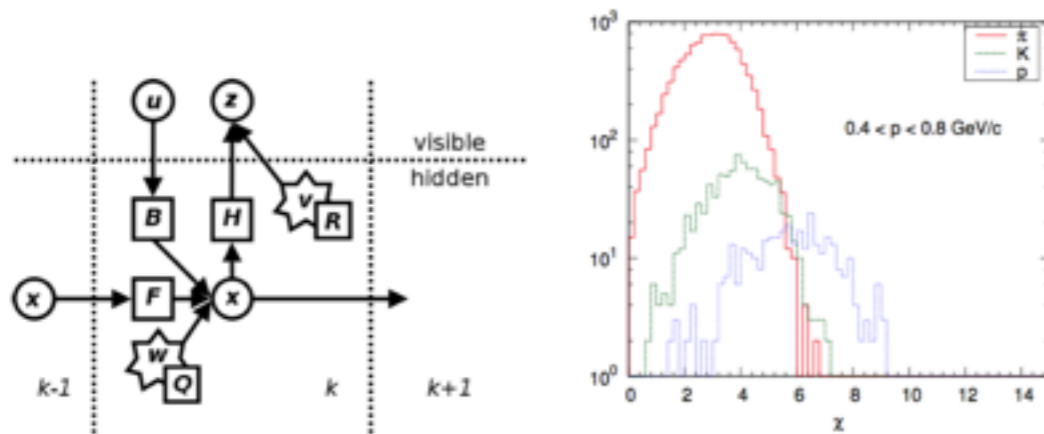 u z
visible
hidden
B H V R
x F x
W Q
k-1 k k+1
10³
π
K
p
0.4 < p < 0.8 GeV/c
10²
10¹
10⁰
0 2 4 6 8 10 12 14
χ